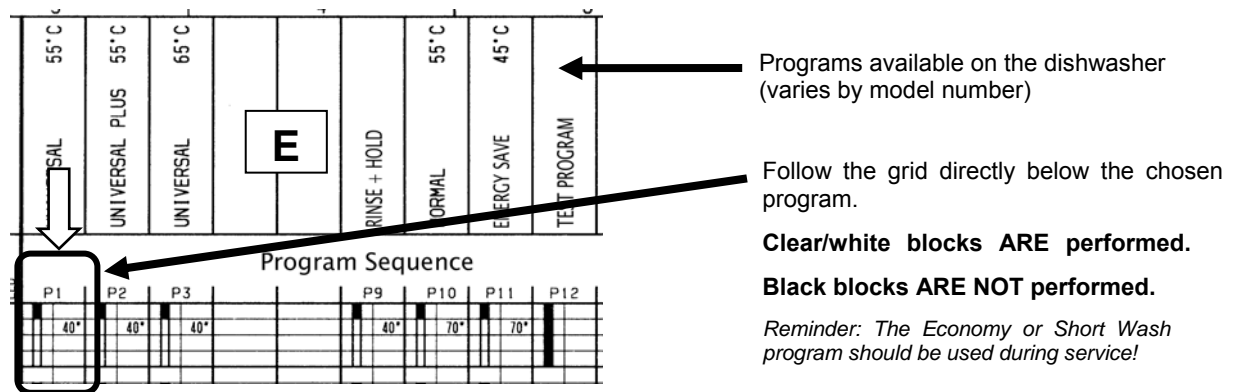 55°C
UNIVERSAL PLUS 55°C
UNIVERSAL 65°C
E
RINSE + HOLD
NORMAL 55°C
ENERGY SAVE 45°C
TEST PROGRAM
Program Sequence
P1 P2 P3 P9 P10 P11 P12
40° 40° 40° 40° 70° 70°
Programs available on the dishwasher
(varies by model number)
Follow the grid directly below the chosen
program.
Clear/white blocks ARE performed.
Black blocks ARE NOT performed.
Reminder: The Economy or Short Wash
program should be used during service!